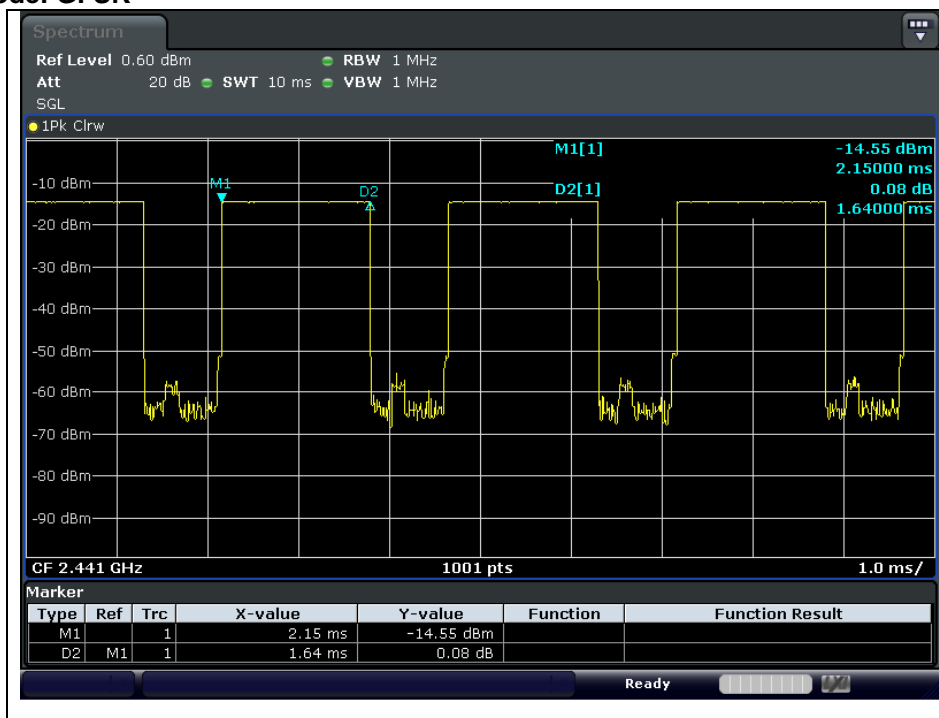 Spectrum
Ref Level 0.60 dBm RBW 1 MHz
Att 20 dB SWT 10 ms VBW 1 MHz
SGL
1Pk Clrw
M1[1] -14.55 dBm
2.15000 ms
D2[1] 0.08 dB
1.64000 ms
M1
D2
-10 dBm
-20 dBm
-30 dBm
-40 dBm
-50 dBm
-60 dBm
-70 dBm
-80 dBm
-90 dBm
CF 2.441 GHz 1001 pts 1.0 ms/
Marker
Type Ref Trc X-value Y-value Function Function Result
M1 1 2.15 ms -14.55 dBm
D2 M1 1 1.64 ms 0.08 dB
Ready